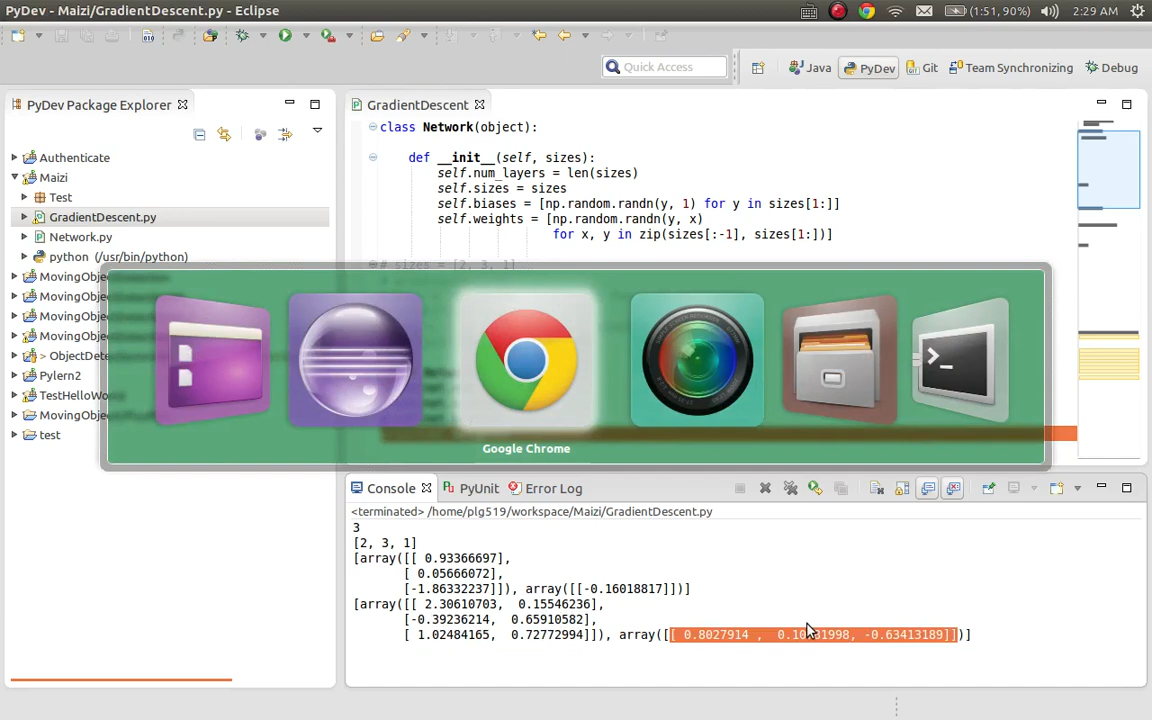 PyDev - Maizi/GradientDescent.py - Eclipse
(1:51, 90%)
2:29 AM
Quick Access
Java
PyDev
Git
Team Synchronizing
Debug
PyDev Package Explorer
Authenticate
Maizi
Test
GradientDescent.py
Network.py
python (/usr/bin/python)
Pylern2
test
GradientDescent
class Network(object):
def __init__(self, sizes):
self.num_layers = len(sizes)
self.sizes = sizes
self.biases = [np.random.randn(y, 1) for y in sizes[1:]]
self.weights = [np.random.randn(y, x)
for x, y in zip(sizes[:-1], sizes[1:])]
# sizes = [2, 3, 1]
Google Chrome
Console
PyUnit
Error Log
<terminated> /home/plg519/workspace/Maizi/GradientDescent.py
3
[2, 3, 1]
[array([[ 0.93366697],
[ 0.05666072],
[-1.86332237]]), array([[-0.16018817]])]
[array([[ 2.30610703, 0.15546236],
[-0.39236214, 0.65910582],
[ 1.02484165, 0.72772994]]), array([[ 0.8027914 , -0.63413189]])]